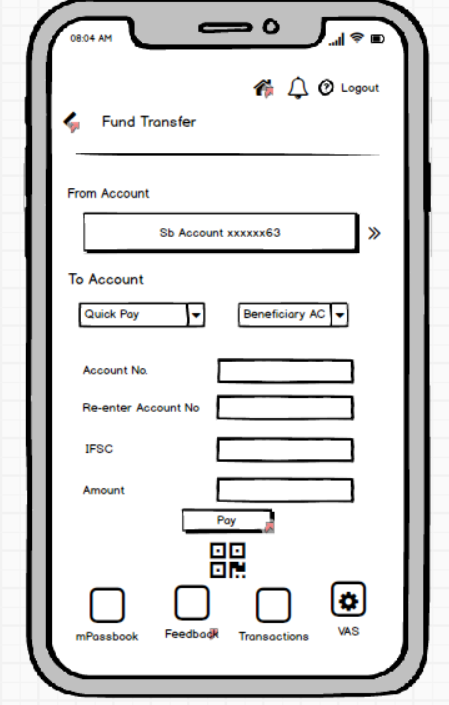 08:04 AM
Logout
Fund Transfer
From Account
Sb Account xxxxxx63
To Account
Quick Pay
Beneficiary AC
Account No.
Re-enter Account No
IFSC
Amount
Pay
mPassbook
Feedback
Transactions
VAS